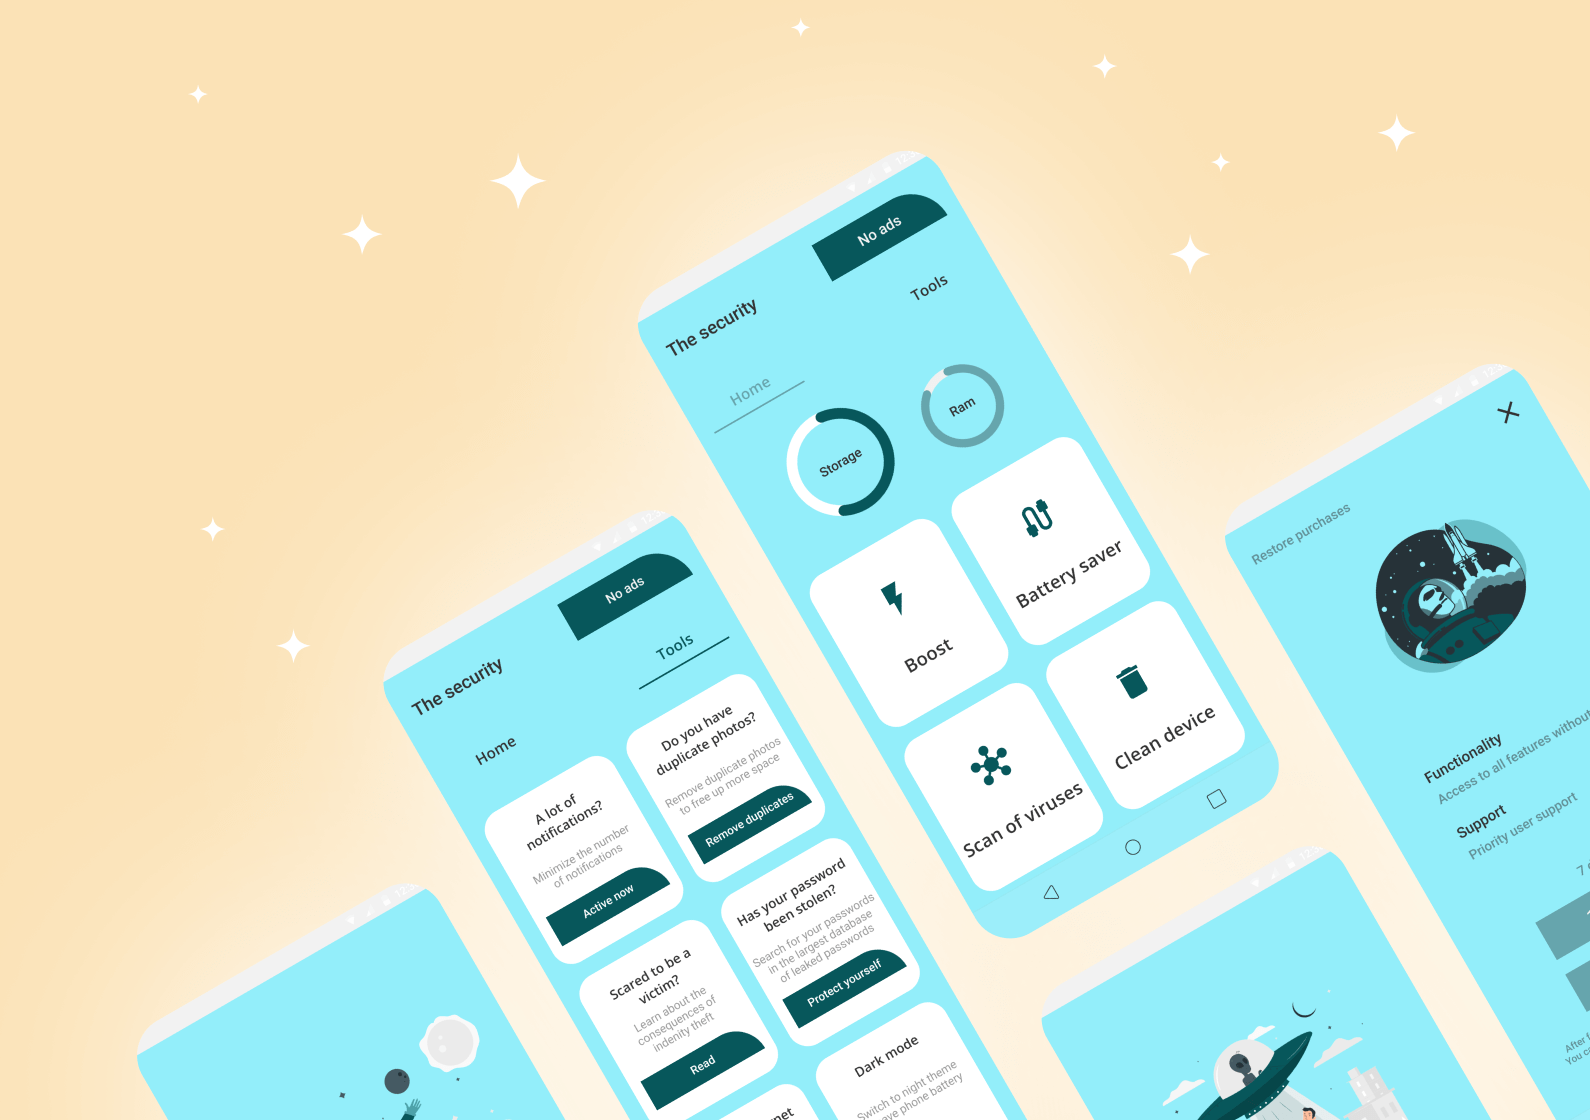 No ads
The security
Home
Tools
Storage
Ram
Boost
Battery saver
Scan of viruses
Clean device
No ads
The security
Home
Tools
A lot of
notifications?
Minimize the number
of notifications
Active now
Do you have
duplicate photos?
Remove duplicate photos
to free up more space
Remove duplicates
Scared to be a
victim?
Learn about the
consequences of
indenity theft
Read
Has your password
been stolen?
Search for your passwords
in the largest database
of leaked passwords
Protect yourself
Dark mode
Switch to night theme
phone battery
Restore purchases
Functionality
Access to all features without
Support
Priority user support
7
After
You